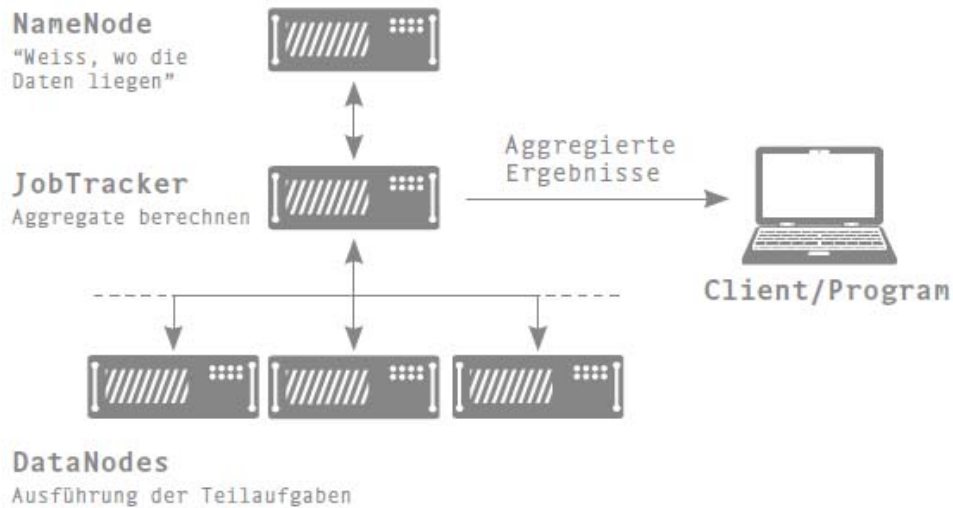 NameNode
“Weiss, wo die
Daten liegen”
JobTracker
Aggregate berechnen
Aggregierte
Ergebnisse
Client/Program
DataNodes
Ausführung der Teilaufgaben